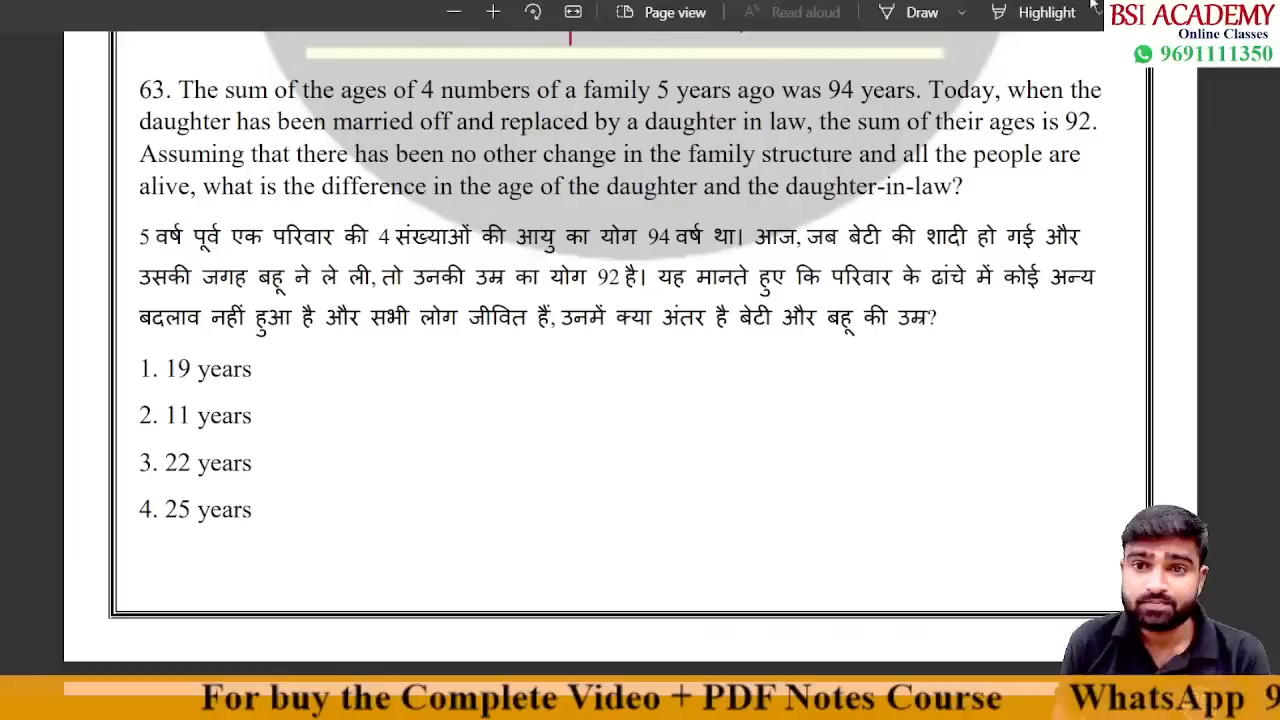 Page view
Read aloud
Draw
Highlight
BSI ACADEMY
Online Classes
9691111350
63. The sum of the ages of 4 numbers of a family 5 years ago was 94 years. Today, when the
daughter has been married off and replaced by a daughter in law, the sum of their ages is 92.
Assuming that there has been no other change in the family structure and all the people are
alive, what is the difference in the age of the daughter and the daughter-in-law?
5 वर्ष पूर्व एक परिवार की 4 संख्याओं की आयु का योग 94 वर्ष था। आज, जब बेटी की शादी हो गई और
उसकी जगह बहू ने ले ली, तो उनकी उम्र का योग 92 है। यह मानते हुए कि परिवार के ढांचे में कोई अन्य
बदलाव नहीं हुआ है और सभी लोग जीवित हैं, उनमें क्या अंतर है बेटी और बहू की उम्र?
1. 19 years
2. 11 years
3. 22 years
4. 25 years
For buy the Complete Video + PDF Notes Course WhatsApp 9